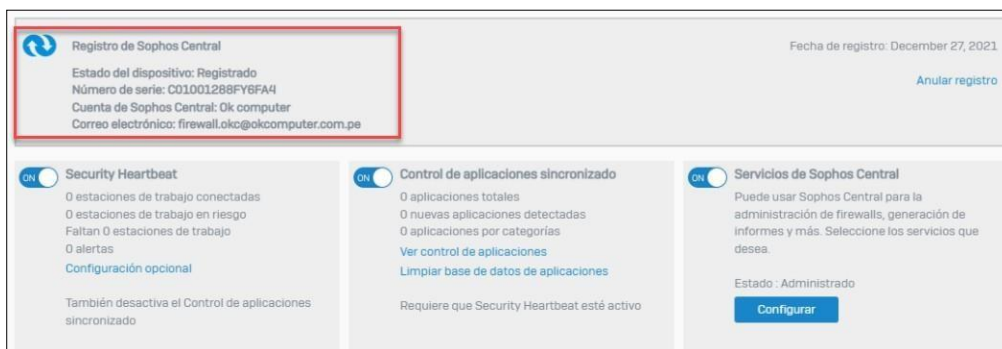 Registro de Sophos Central
Fecha de registro: December 27, 2021
Estado del dispositivo: Registrado
Anular registro
Número de serie: C01001288FY6FA4
Cuenta de Sophos Central: Ok computer
Correo electrónico: firewall.okc@okcomputer.com.pe
ON
Security Heartbeat
0 estaciones de trabajo conectadas
0 estaciones de trabajo en riesgo
Faltan 0 estaciones de trabajo
0 alertas
Configuración opcional
También desactiva el Control de aplicaciones
sincronizado
ON
Control de aplicaciones sincronizado
0 aplicaciones totales
0 nuevas aplicaciones detectadas
0 aplicaciones por categorías
Ver control de aplicaciones
Limpiar base de datos de aplicaciones
Requiere que Security Heartbeat esté activo
ON
Servicios de Sophos Central
Puede usar Sophos Central para la
administración de firewalls, generación de
informes y más. Seleccione los servicios que
desea.
Estado : Administrado
Configurar